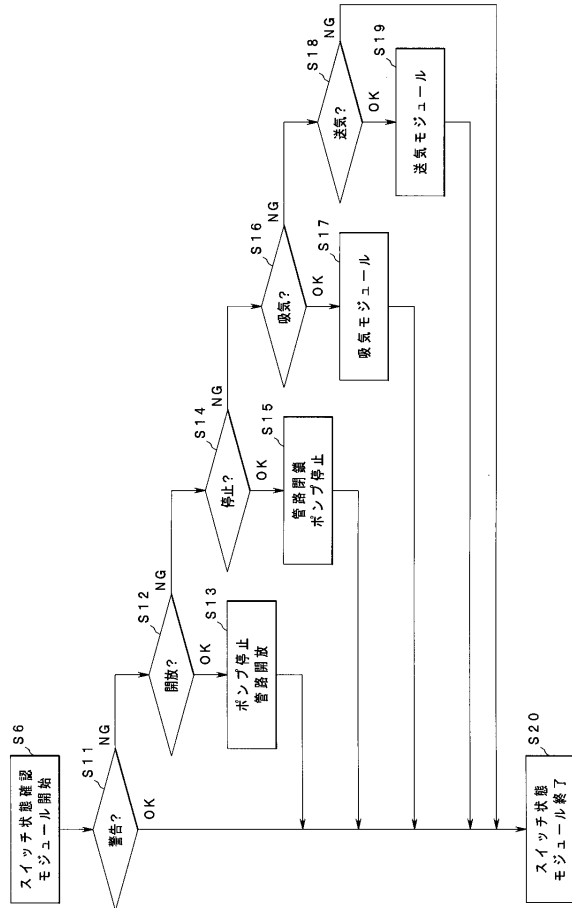 S6
スイッチ状態確認
モジュール開始
S11
警告?
NG
OK
S12
開放?
NG
OK
S13
ポンプ停止
管路開放
S14
停止?
NG
OK
S15
管路閉鎖
ポンプ停止
S16
吸気?
NG
OK
S17
吸気モジュール
S18
送気?
NG
OK
S19
送気モジュール
S20
スイッチ状態
モジュール終了